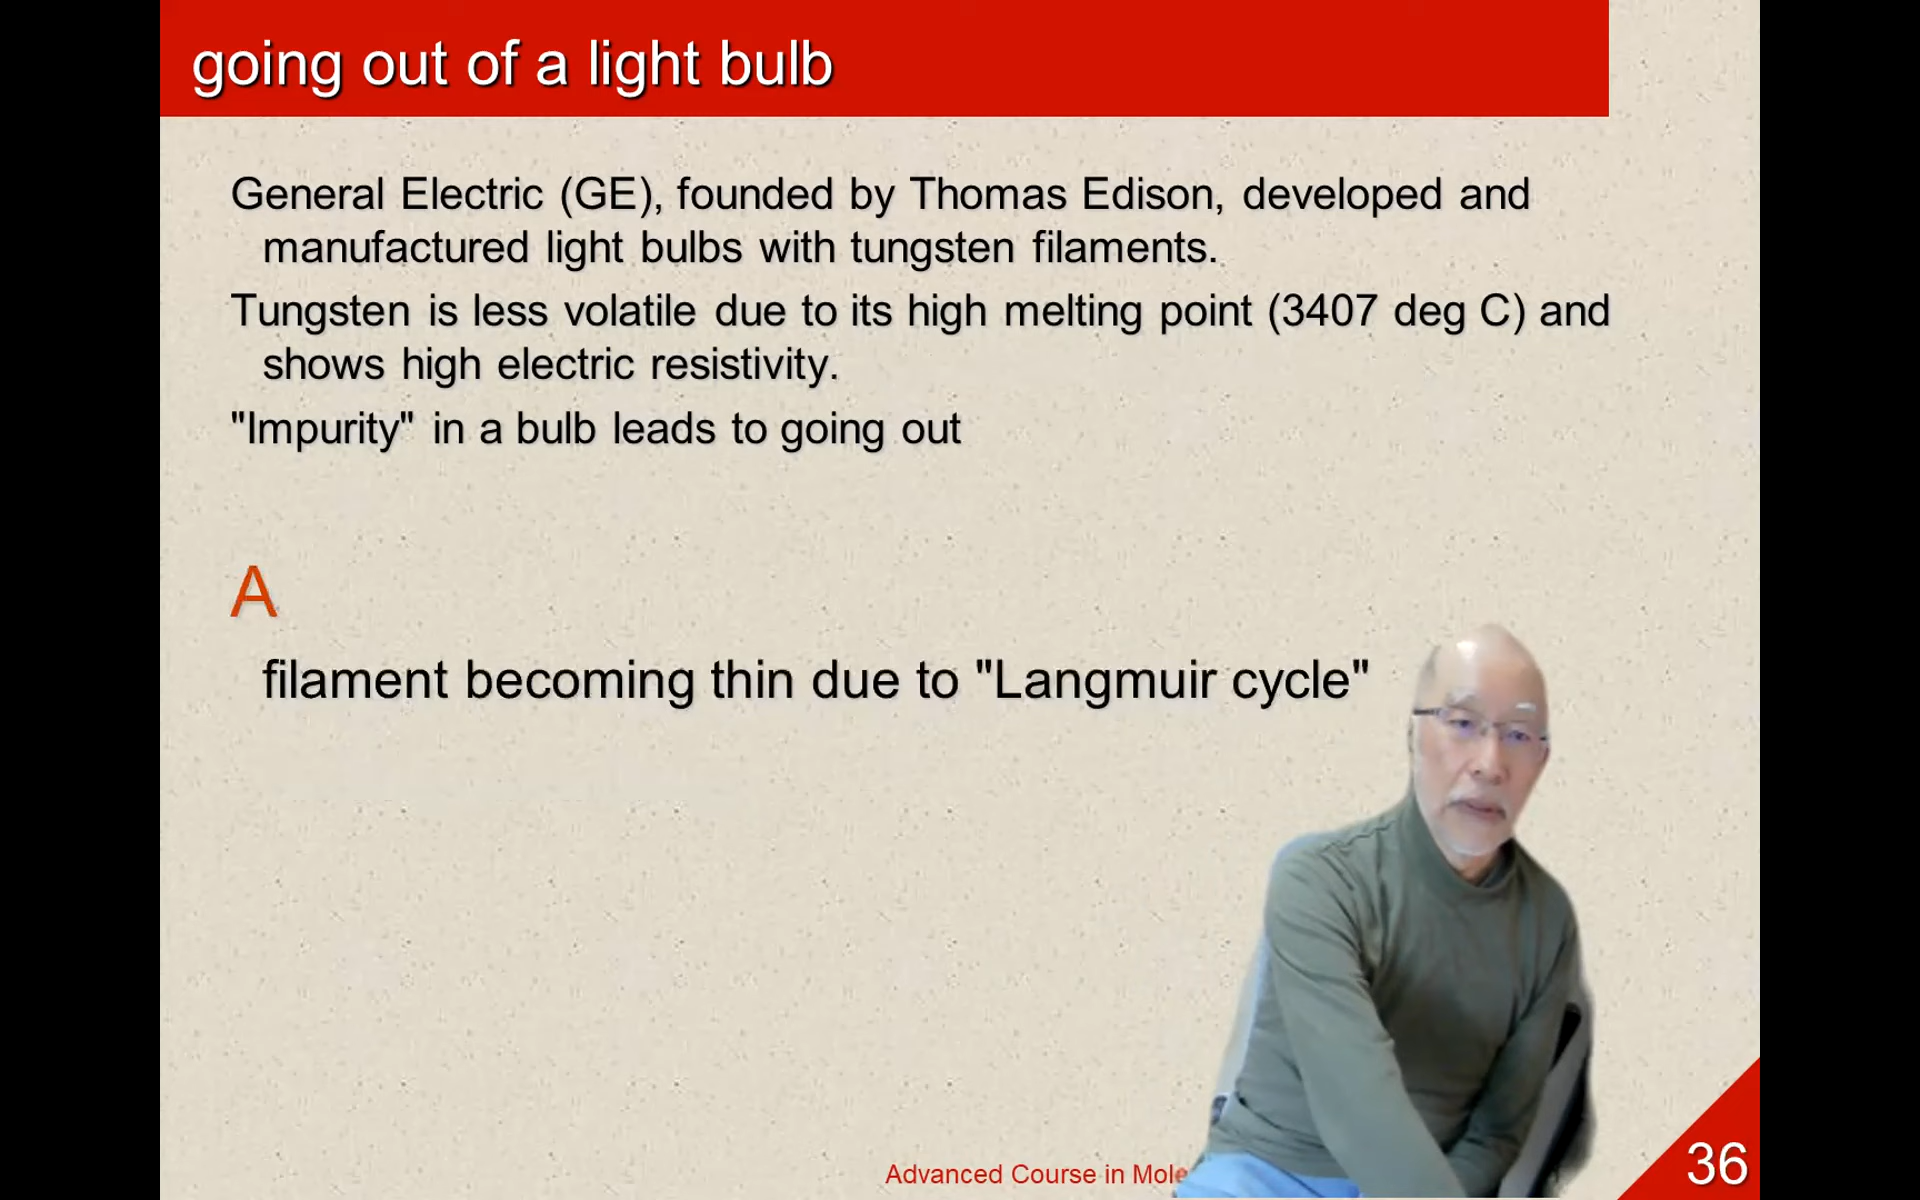 going out of a light bulb
General Electric (GE), founded by Thomas Edison, developed and
manufactured light bulbs with tungsten filaments.
Tungsten is less volatile due to its high melting point (3407 deg C) and
shows high electric resistivity.
"Impurity" in a bulb leads to going out
A
filament becoming thin due to "Langmuir cycle"
Advanced Course in
36